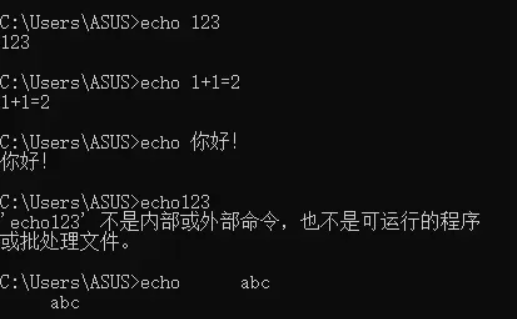 C:\Users\ASUS>echo 123
123
C:\Users\ASUS>echo 1+1=2
1+1=2
C:\Users\ASUS>echo 你好!
你好!
C:\Users\ASUS>echo123
'echo123' 不是内部或外部命令，也不是可运行的程序
或批处理文件。
C:\Users\ASUS>echo      abc
     abc